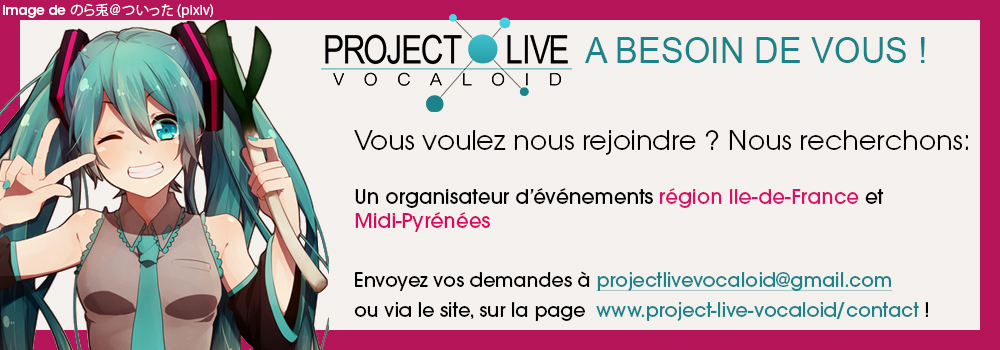 Image de のら兎@ついった (pixiv)
PROJECT LIVE A BESOIN DE VOUS !
VOCALOID
Vous voulez nous rejoindre ? Nous recherchons:
Un organisateur d'événements région Ile-de-France et
Midi-Pyrénées
Envoyez vos demandes à projectlivevocaloid@gmail.com
ou via le site, sur la page www.project-live-vocaloid/contact !